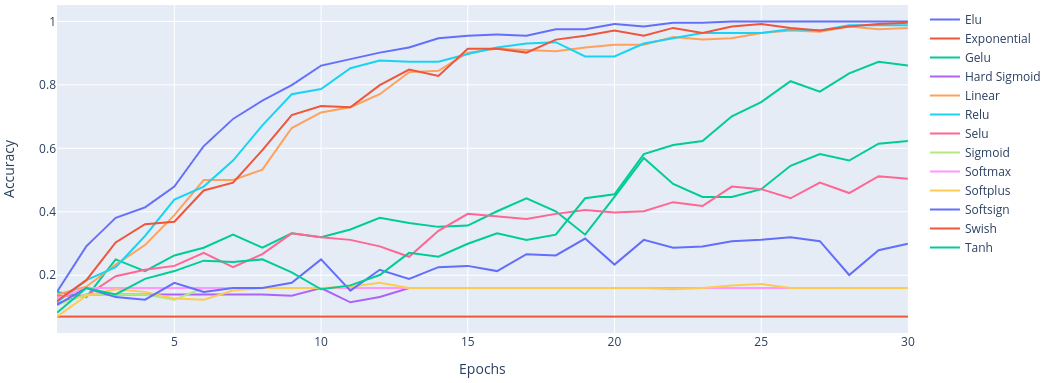 Accuracy
1
0.8
0.6
0.4
0.2
5
10
15
20
25
30
Epochs
Elu
Exponential
Gelu
Hard Sigmoid
Linear
Relu
Selu
Sigmoid
Softmax
Softplus
Softsign
Swish
Tanh